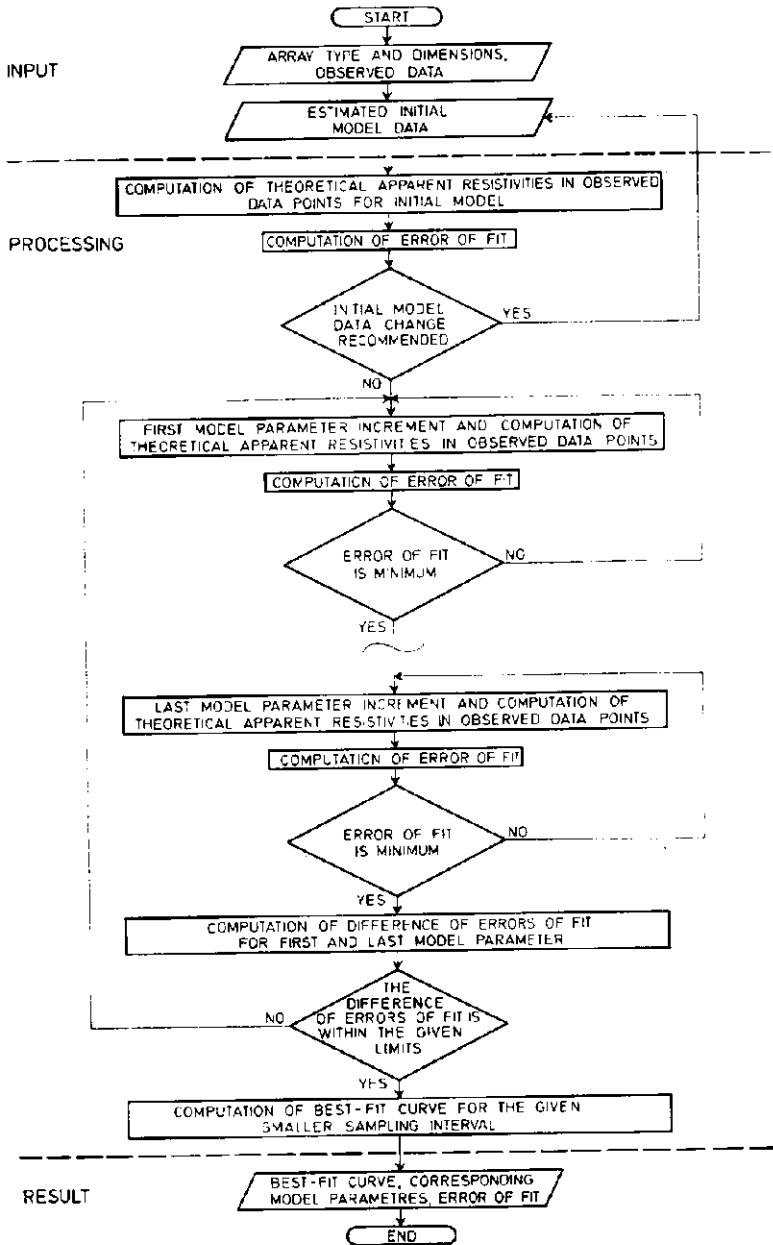 START
INPUT
ARRAY TYPE AND DIMENSIONS,
OBSERVED DATA
ESTIMATED INITIAL
MODEL DATA
COMPUTATION OF THEORETICAL APPARENT RESISTIVITIES IN OBSERVED
DATA POINTS FOR INITIAL MODEL
PROCESSING
COMPUTATION OF ERROR OF FIT
INITIAL MODEL
DATA CHANGE
RECOMMENDED
YES
NO
FIRST MODEL PARAMETER INCREMENT AND COMPUTATION OF
THEORETICAL APPARENT RESISTIVITIES IN OBSERVED DATA POINTS
COMPUTATION OF ERROR OF FIT
ERROR OF FIT
IS MINIMUM
NO
YES
LAST MODEL PARAMETER INCREMENT AND COMPUTATION OF
THEORETICAL APPARENT RESISTIVITIES IN OBSERVED DATA POINTS
COMPUTATION OF ERROR OF FIT
ERROR OF FIT
IS MINIMUM
NO
YES
COMPUTATION OF DIFFERENCE OF ERRORS OF FIT
FOR FIRST AND LAST MODEL PARAMETER
THE
DIFFERENCE
OF ERRORS OF FIT IS
WITHIN THE GIVEN
LIMITS
NO
YES
COMPUTATION OF BEST-FIT CURVE FOR THE GIVEN
SMALLER SAMPLING INTERVAL
RESULT
BEST-FIT CURVE, CORRESPONDING
MODEL PARAMETRES, ERROR OF FIT
END